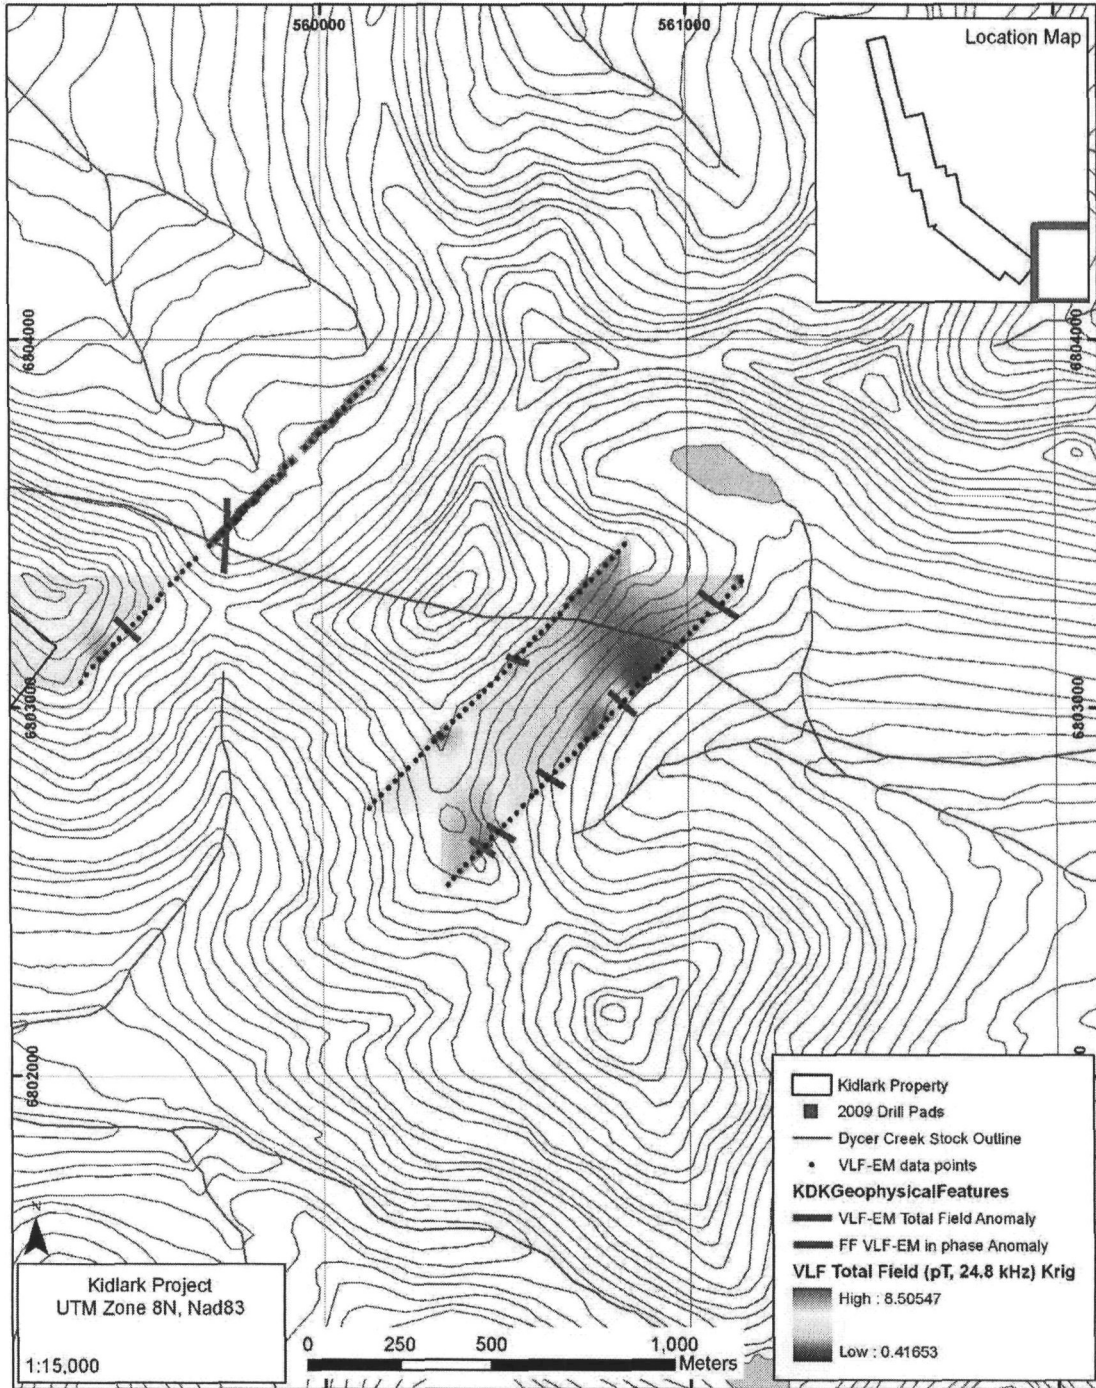 560000
561000
Location Map
6804000
6804000
6803000
6803000
6802000
Kidlark Property
2009 Drill Pads
Dycer Creek Stock Outline
VLF-EM data points
KDKGeophysicalFeatures
VLF-EM Total Field Anomaly
FF VLF-EM in phase Anomaly
VLF Total Field (pT, 24.8 kHz) Krig
High : 8.50547
Low : 0.41653
N
Kidlark Project
UTM Zone 8N, Nad83
1:15,000
0 250 500 1,000
Meters